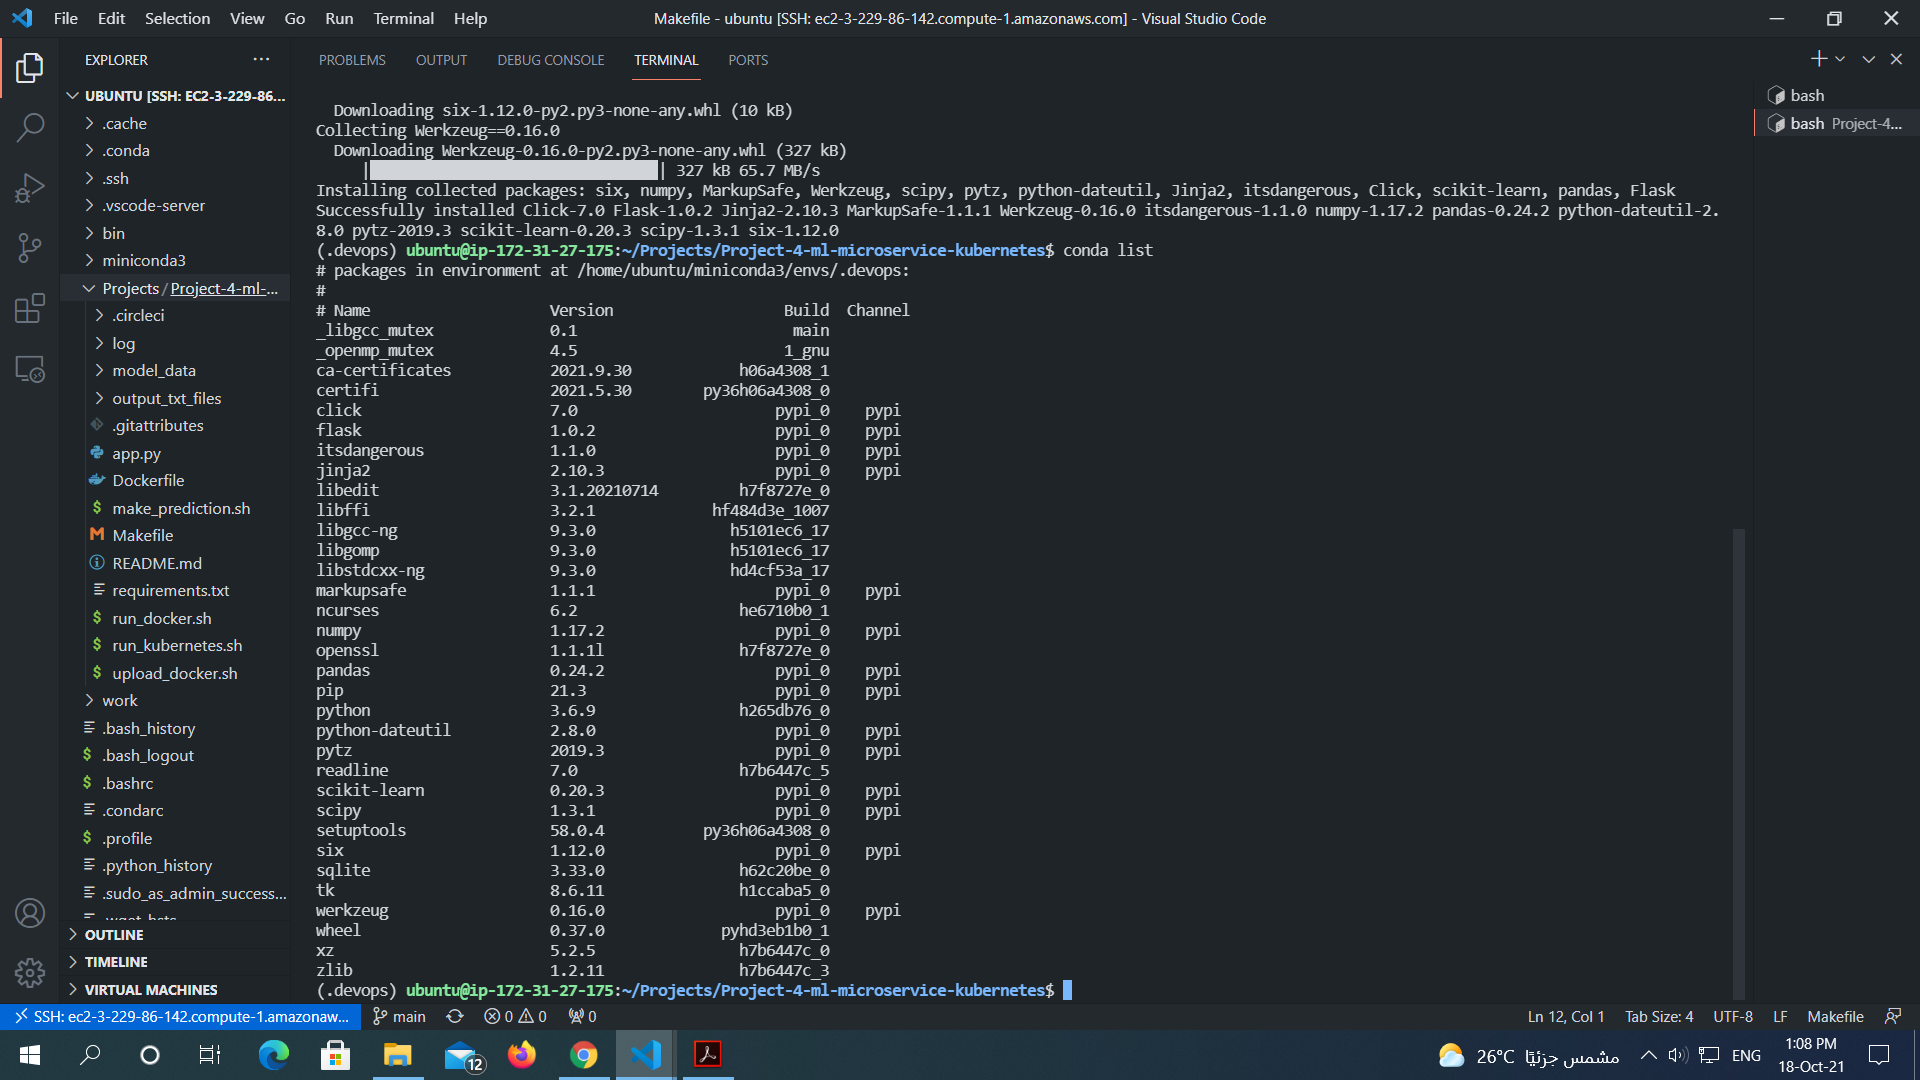 File Edit Selection View Go Run Terminal Help
Makefile - ubuntu [SSH: ec2-3-229-86-142.compute-1.amazonaws.com] - Visual Studio Code
EXPLORER
UBUNTU [SSH: EC2-3-229-86...
.cache
.conda
.ssh
.vscode-server
bin
miniconda3
Projects / Project-4-ml-...
.circleci
log
model_data
output_txt_files
.gitattributes
app.py
Dockerfile
$ make_prediction.sh
M Makefile
README.md
requirements.txt
$ run_docker.sh
$ run_kubernetes.sh
$ upload_docker.sh
work
.bash_history
$ .bash_logout
$ .bashrc
.condarc
$ .profile
.python_history
.sudo_as_admin_success...
OUTLINE
TIMELINE
VIRTUAL MACHINES
PROBLEMS OUTPUT DEBUG CONSOLE TERMINAL PORTS
Downloading six-1.12.0-py2.py3-none-any.whl (10 kB)
Collecting Werkzeug==0.16.0
Downloading Werkzeug-0.16.0-py2.py3-none-any.whl (327 kB)
| | 327 kB 65.7 MB/s
Installing collected packages: six, numpy, MarkupSafe, Werkzeug, scipy, pytz, python-dateutil, Jinja2, itsdangerous, Click, scikit-learn, pandas, Flask
Successfully installed Click-7.0 Flask-1.0.2 Jinja2-2.10.3 MarkupSafe-1.1.1 Werkzeug-0.16.0 itsdangerous-1.1.0 numpy-1.17.2 pandas-0.24.2 python-dateutil-2.
8.0 pytz-2019.3 scikit-learn-0.20.3 scipy-1.3.1 six-1.12.0
(.devops) ubuntu@ip-172-31-27-175:~/Projects/Project-4-ml-microservice-kubernetes$ conda list
# packages in environment at /home/ubuntu/miniconda3/envs/.devops:
#
# Name Version Build Channel
_libgcc_mutex 0.1 main
_openmp_mutex 4.5 1_gnu
ca-certificates 2021.9.30 h06a4308_1
certifi 2021.5.30 py36h06a4308_0
click 7.0 pypi_0 pypi
flask 1.0.2 pypi_0 pypi
itsdangerous 1.1.0 pypi_0 pypi
jinja2 2.10.3 pypi_0 pypi
libedit 3.1.20210714 h7f8727e_0
libffi 3.2.1 hf484d3e_1007
libgcc-ng 9.3.0 h5101ec6_17
libgomp 9.3.0 h5101ec6_17
libstdcxx-ng 9.3.0 hd4cf53a_17
markupsafe 1.1.1 pypi_0 pypi
ncurses 6.2 he6710b0_1
numpy 1.17.2 pypi_0 pypi
openssl 1.1.1l h7f8727e_0
pandas 0.24.2 pypi_0 pypi
pip 21.3 pypi_0 pypi
python 3.6.9 h265db76_0
python-dateutil 2.8.0 pypi_0 pypi
pytz 2019.3 pypi_0 pypi
readline 7.0 h7b6447c_5
scikit-learn 0.20.3 pypi_0 pypi
scipy 1.3.1 pypi_0 pypi
setuptools 58.0.4 py36h06a4308_0
six 1.12.0 pypi_0 pypi
sqlite 3.33.0 h62c20be_0
tk 8.6.11 h1ccaba5_0
werkzeug 0.16.0 pypi_0 pypi
wheel 0.37.0 pyhd3eb1b0_1
xz 5.2.5 h7b6447c_0
zlib 1.2.11 h7b6447c_3
(.devops) ubuntu@ip-172-31-27-175:~/Projects/Project-4-ml-microservice-kubernetes$
bash
bash Project-4...
SSH: ec2-3-229-86-142.compute-1.amazonaw... main 0 0 0
Ln 12, Col 1 Tab Size: 4 UTF-8 LF Makefile
12
26°C مشمس جزئيًا ENG
1:08 PM
18-Oct-21